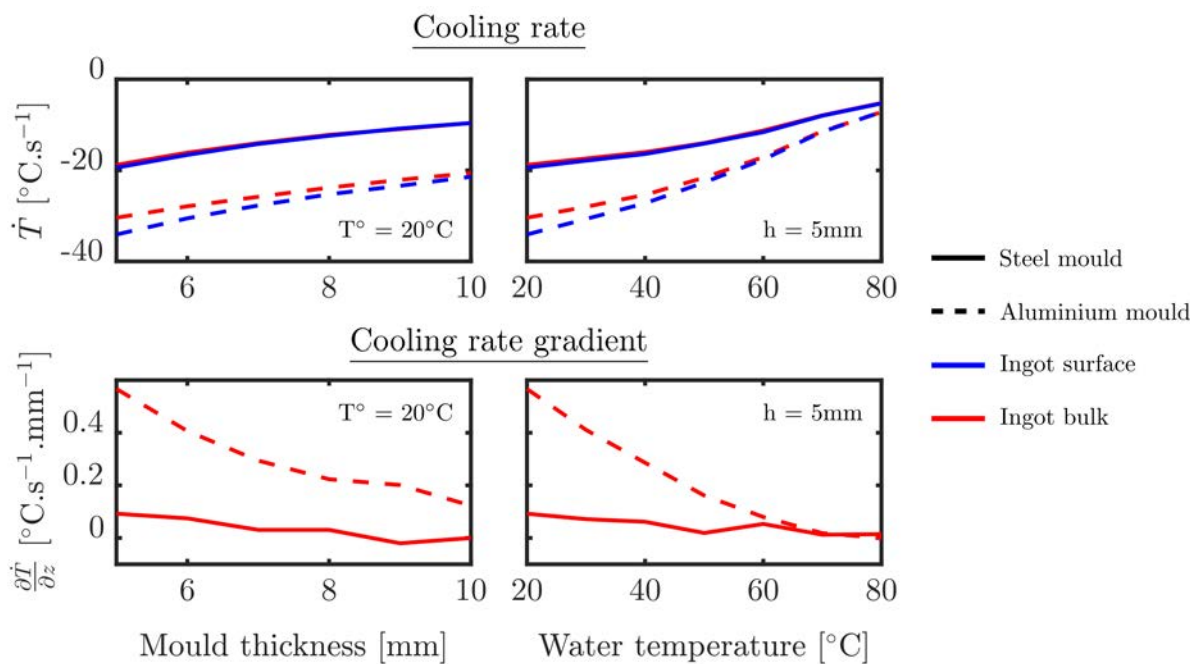 Cooling rate
Ṫ [°C.s⁻¹]
0
-20
-40
T° = 20°C
6 8 10
h = 5mm
20 40 60 80
Steel mould
Aluminium mould
Ingot surface
Ingot bulk
Cooling rate gradient
∂Ṫ/∂z [°C.s⁻¹.mm⁻¹]
0.4
0.2
0
T° = 20°C
6 8 10
Mould thickness [mm]
h = 5mm
20 40 60 80
Water temperature [°C]